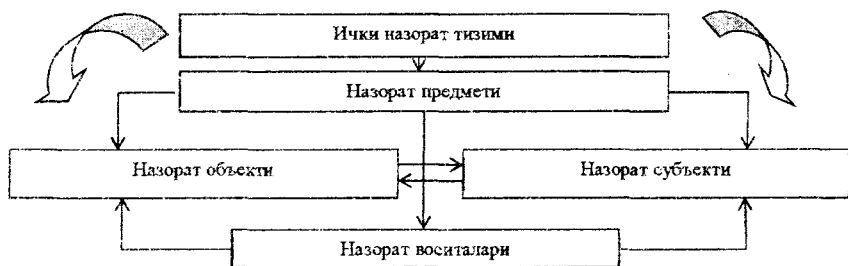 Ички назорат тизими
Назорат предмети
Назорат объекти
Назорат субъекти
Назорат воситалари